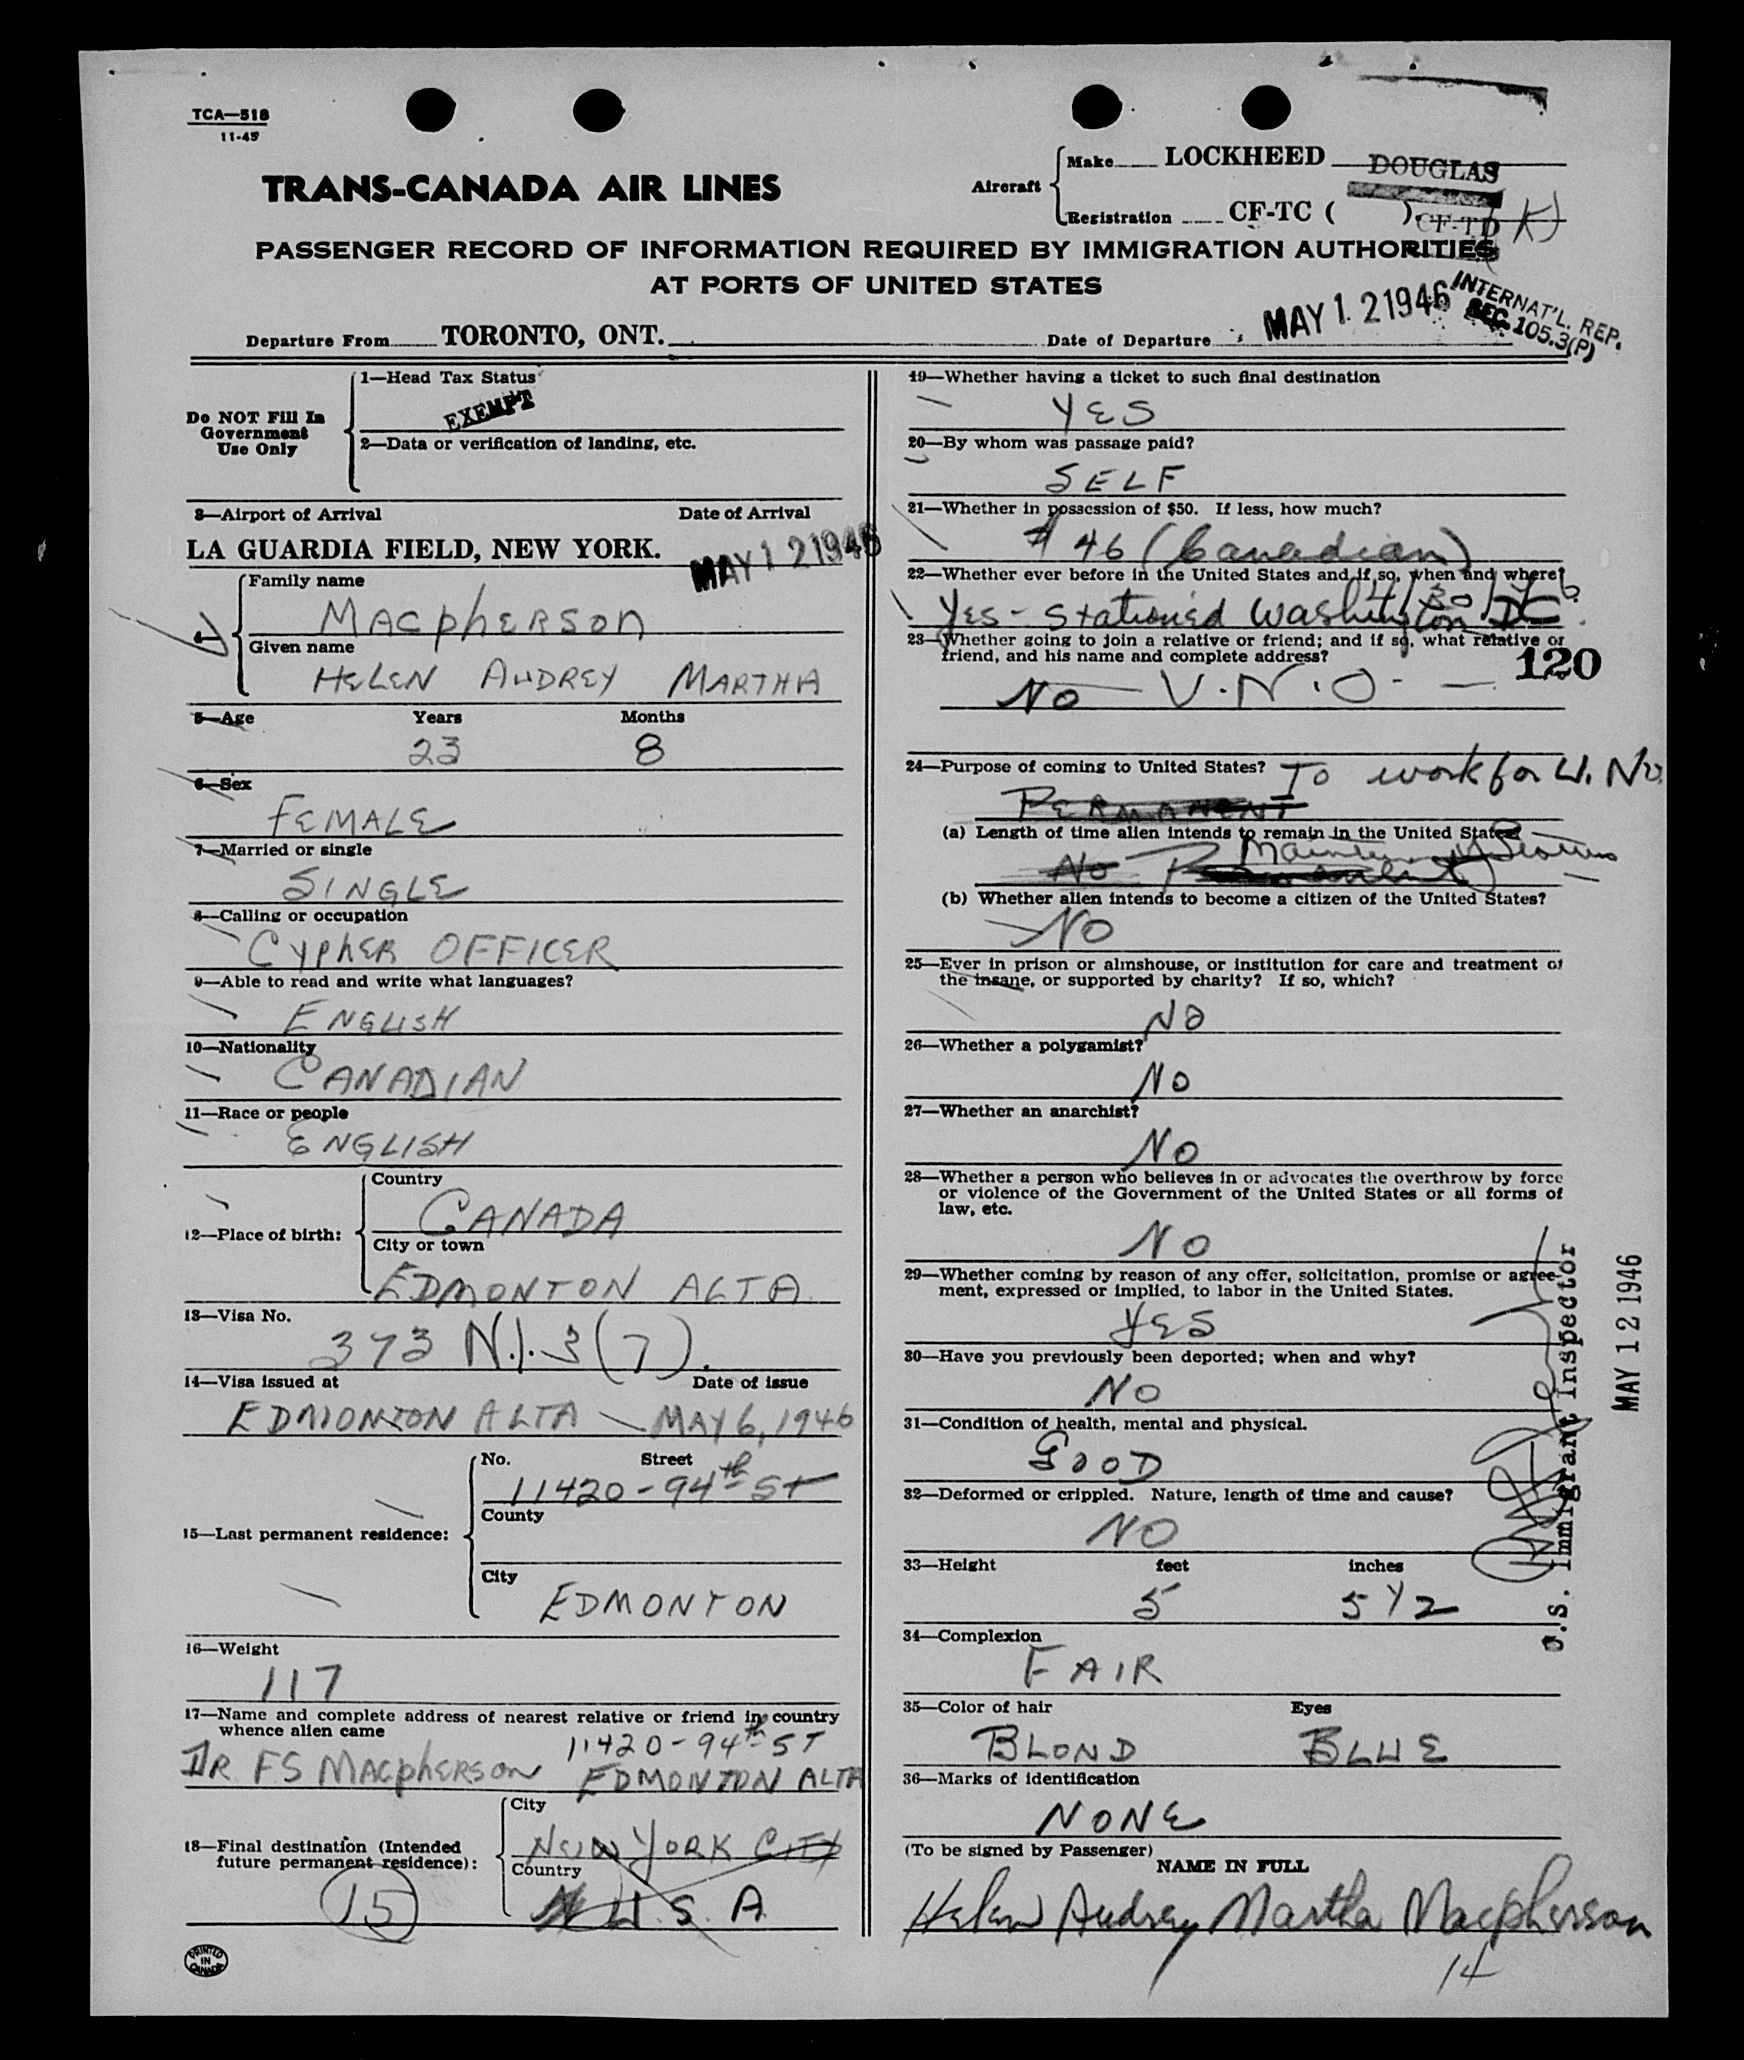 TCA—518
11-45
TRANS-CANADA AIR LINES
Aircraft
Make LOCKHEED DOUGLAS
Registration CF-TC ( ) CF-TD (K)
PASSENGER RECORD OF INFORMATION REQUIRED BY IMMIGRATION AUTHORITIES
AT PORTS OF UNITED STATES
INTERNAT'L. REP.
SEC. 105.3(P)
Departure From TORONTO, ONT. Date of Departure MAY 12 1946
Do NOT Fill In
Government
Use Only
1—Head Tax Status
EXEMPT
2—Data or verification of landing, etc.
3—Airport of Arrival Date of Arrival
LA GUARDIA FIELD, NEW YORK. MAY 12 1946
4—
Family name
MACPHERSON
Given name
HELEN AUDREY MARTHA
5—Age Years Months
23 8
6—Sex
FEMALE
7—Married or single
SINGLE
8—Calling or occupation
CYPHER OFFICER
9—Able to read and write what languages?
ENGLISH
10—Nationality
CANADIAN
11—Race or people
ENGLISH
12—Place of birth:
Country
CANADA
City or town
EDMONTON ALTA.
13—Visa No.
373 N.I. 3(7).
14—Visa issued at Date of issue
EDMONTON ALTA — MAY 6, 1946
15—Last permanent residence:
No. Street
11420-94th ST
County
City
EDMONTON
16—Weight
117
17—Name and complete address of nearest relative or friend in country
whence alien came
DR FS MACPHERSON 11420-94th ST
EDMONTON ALTA
18—Final destination (Intended
future permanent residence):
City
NEW YORK CITY
Country
U.S.A.
15
PRINTED
IN
CANADA
19—Whether having a ticket to such final destination
YES
20—By whom was passage paid?
SELF
21—Whether in possession of $50. If less, how much?
$46 (Canadian)
22—Whether ever before in the United States and if so, when and where?
4/30/46
YES - Stationed Washington DC.
23—(Whether going to join a relative or friend; and if so, what relative or
friend, and his name and complete address?
120
NO — U.N.O. —
24—Purpose of coming to United States? To work for U.N.O.
PERMANENT
(a) Length of time alien intends to remain in the United States
No Permanent
(b) Whether alien intends to become a citizen of the United States?
NO
25—Ever in prison or almshouse, or institution for care and treatment of
the insane, or supported by charity? If so, which?
NO
26—Whether a polygamist?
NO
27—Whether an anarchist?
NO
28—Whether a person who believes in or advocates the overthrow by force
or violence of the Government of the United States or all forms of
law, etc.
NO
29—Whether coming by reason of any offer, solicitation, promise or agree-
ment, expressed or implied, to labor in the United States.
YES
30—Have you previously been deported; when and why?
NO
31—Condition of health, mental and physical.
GOOD
32—Deformed or crippled. Nature, length of time and cause?
NO
33—Height feet inches
5 5 1/2
34—Complexion
FAIR
35—Color of hair Eyes
BLOND BLUE
36—Marks of identification
NONE
(To be signed by Passenger)
NAME IN FULL
Helen Audrey Martha Macpherson
14
U.S. Immigrant Inspector
MAY 12 1946